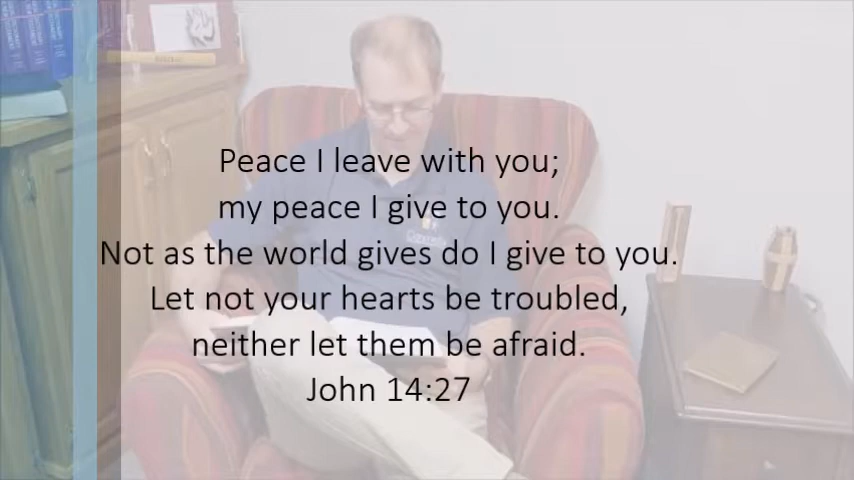 Peace I leave with you;
my peace I give to you.
Not as the world gives do I give to you.
Let not your hearts be troubled,
neither let them be afraid.
John 14:27